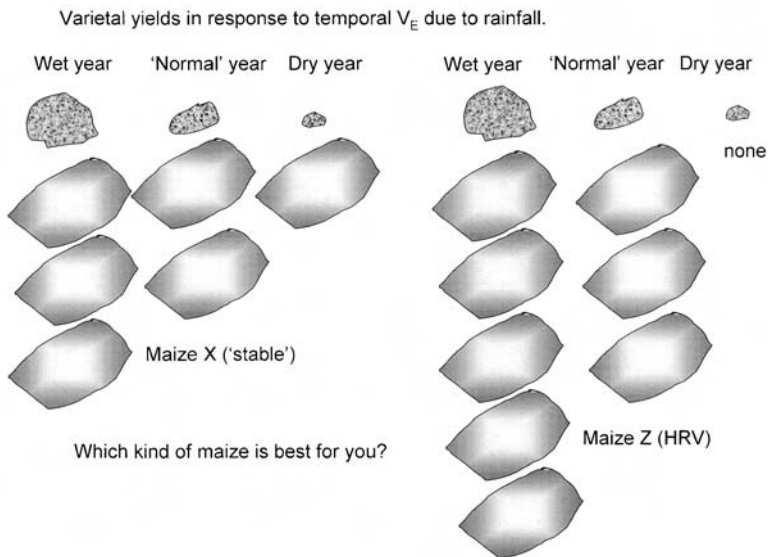 Varietal yields in response to temporal VE due to rainfall.
Wet year 'Normal' year Dry year
Wet year 'Normal' year Dry year
none
Maize X ('stable')
Which kind of maize is best for you?
Maize Z (HRV)